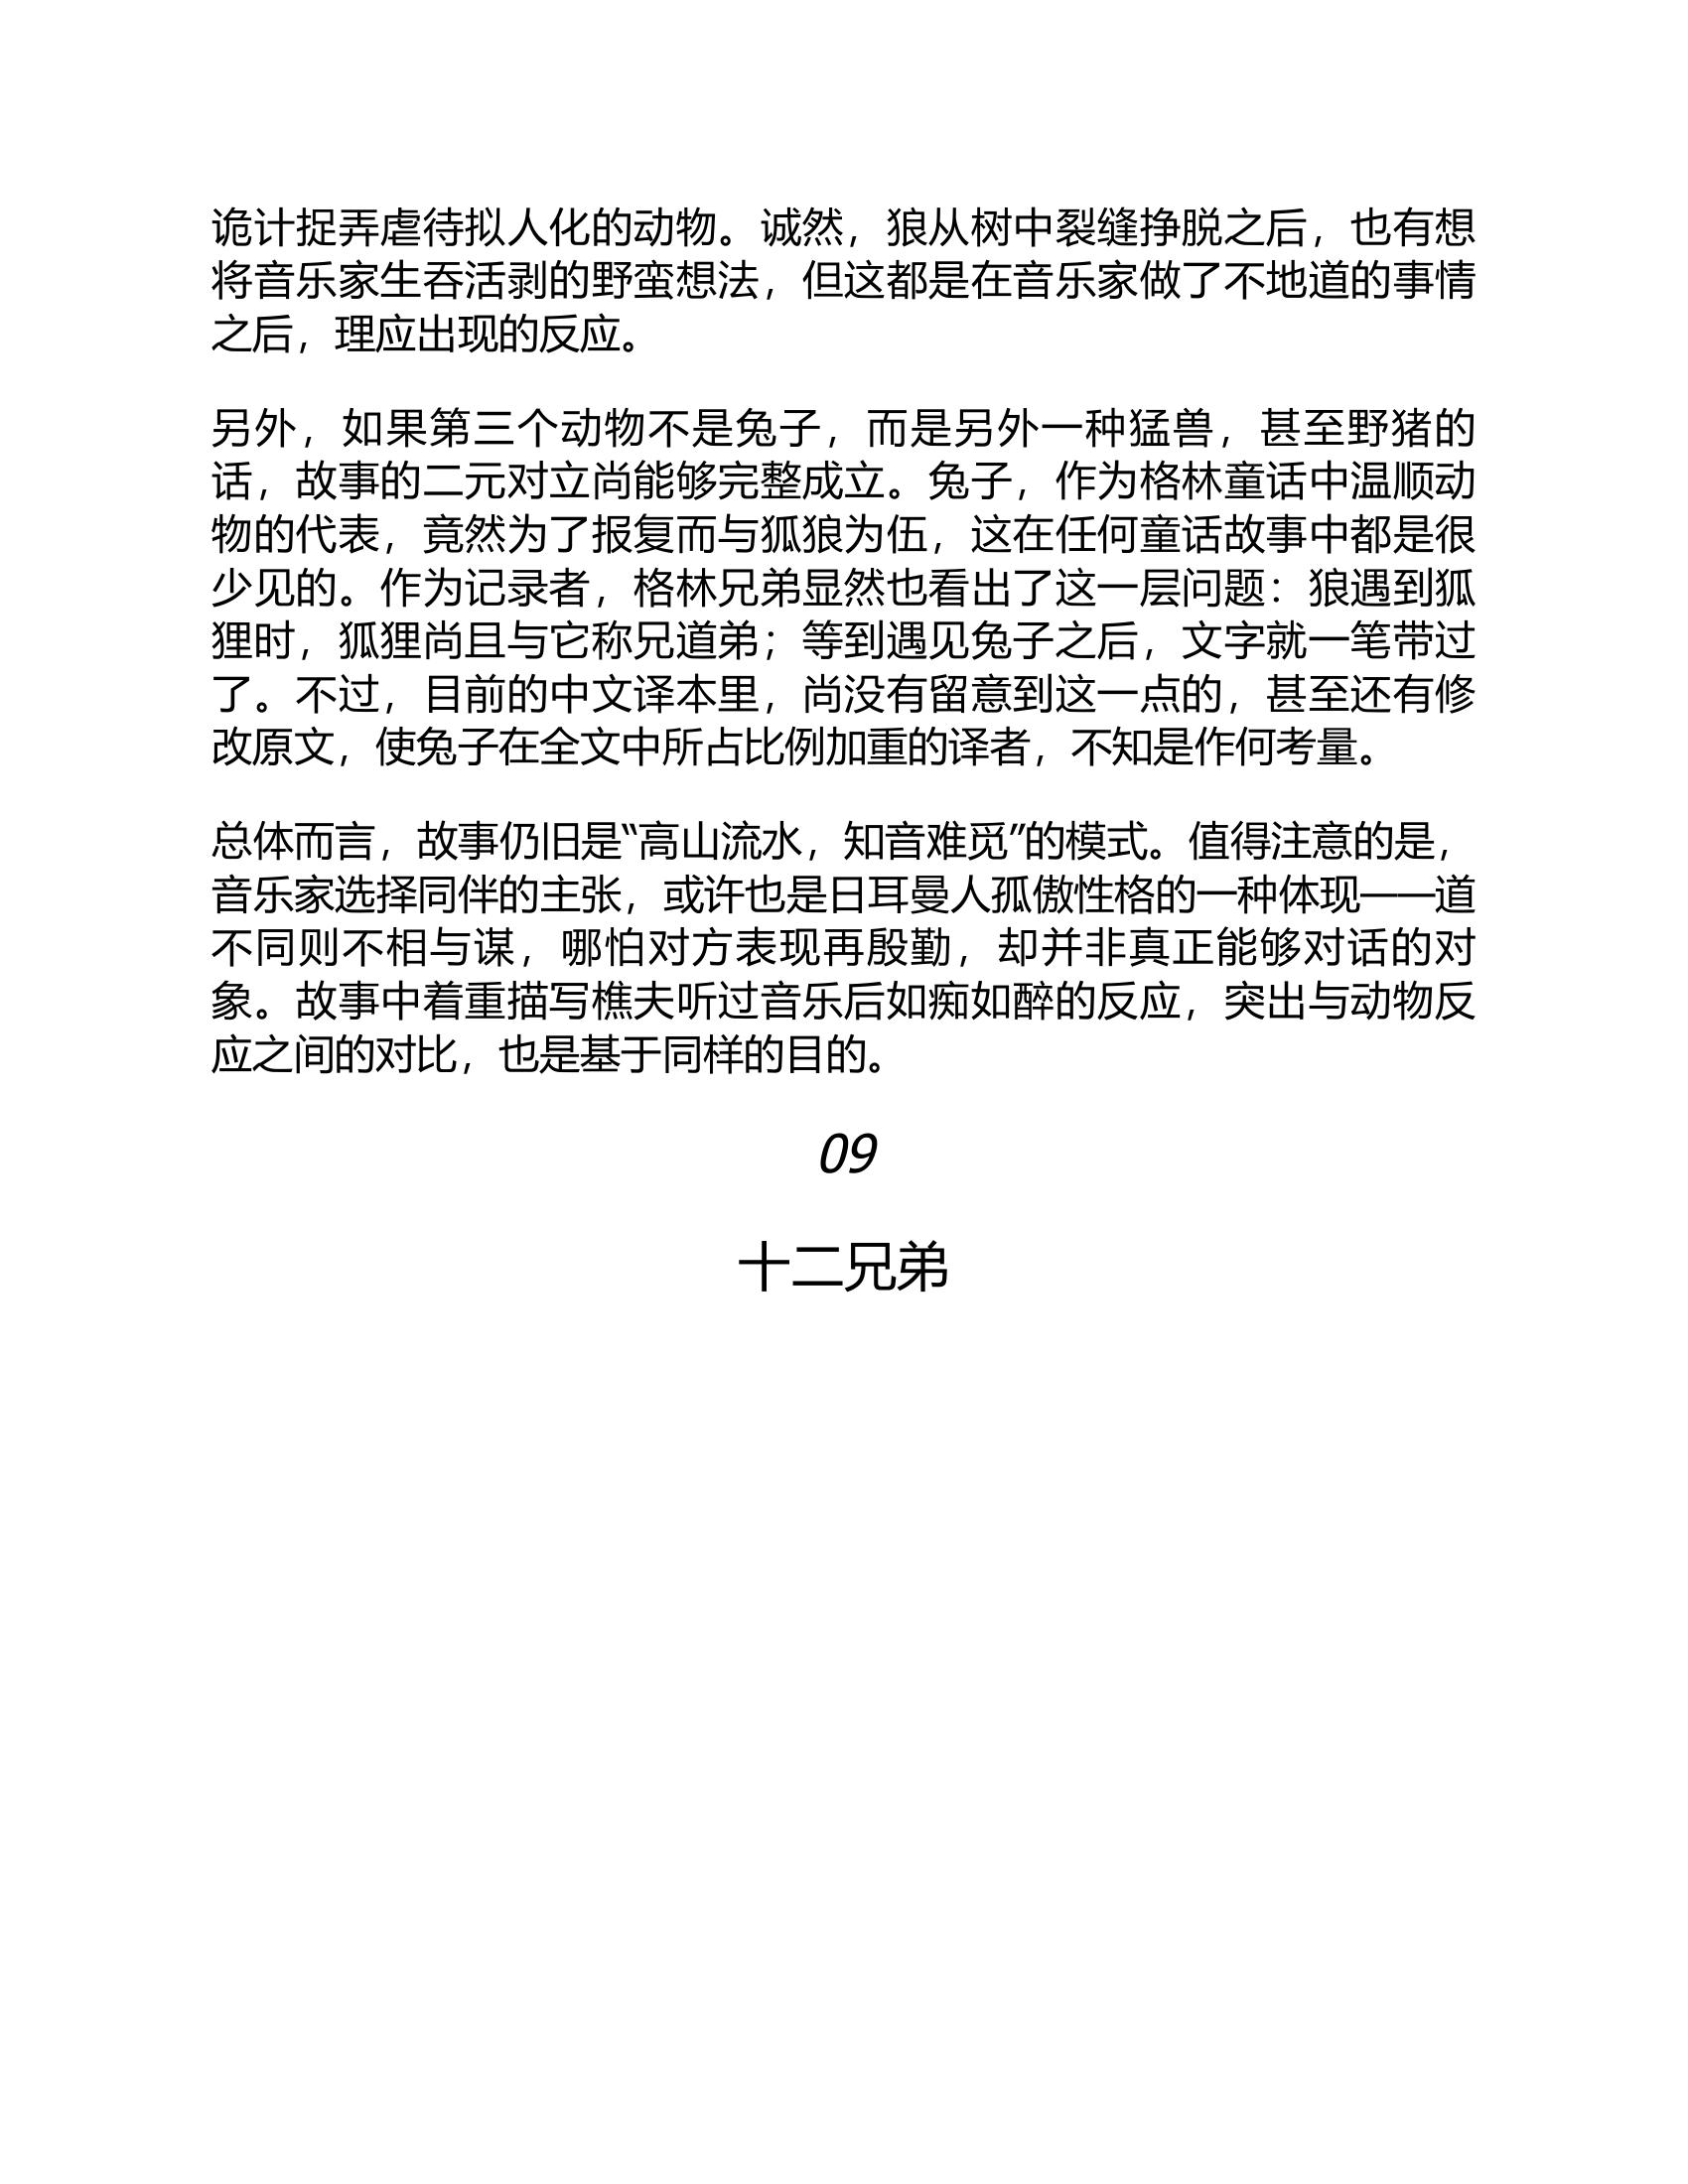 诡计捉弄虐待拟人化的动物。诚然，狼从树中裂缝挣脱之后，也有想
将音乐家生吞活剥的野蛮想法，但这都是在音乐家做了不地道的事情
之后，理应出现的反应。
另外，如果第三个动物不是兔子，而是另外一种猛兽，甚至野猪的
话，故事的二元对立尚能够完整成立。兔子，作为格林童话中温顺动
物的代表，竟然为了报复而与狐狼为伍，这在任何童话故事中都是很
少见的。作为记录者，格林兄弟显然也看出了这一层问题：狼遇到狐
狸时，狐狸尚且与它称兄道弟；等到遇见兔子之后，文字就一笔带过
了。不过，目前的中文译本里，尚没有留意到这一点的，甚至还有修
改原文，使兔子在全文中所占比例加重的译者，不知是作何考量。
总体而言，故事仍旧是“高山流水，知音难觅”的模式。值得注意的是，
音乐家选择同伴的主张，或许也是日耳曼人孤傲性格的一种体现——道
不同则不相与谋，哪怕对方表现再殷勤，却并非真正能够对话的对
象。故事中着重描写樵夫听过音乐后如痴如醉的反应，突出与动物反
应之间的对比，也是基于同样的目的。
09
十二兄弟